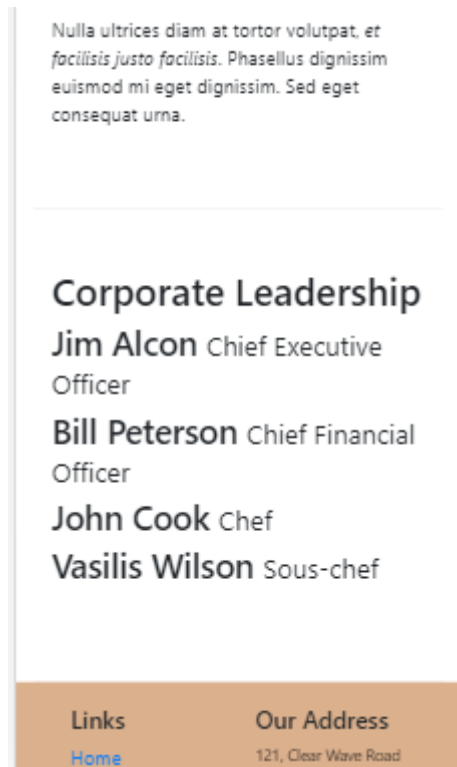 Nulla ultrices diam at tortor volutpat, et
facilisis justo facilisis. Phasellus dignissim
euismod mi eget dignissim. Sed eget
consequat urna.
Corporate Leadership
Jim Alcon Chief Executive
Officer
Bill Peterson Chief Financial
Officer
John Cook Chef
Vasilis Wilson Sous-chef
Links
Home
Our Address
121, Clear Wave Road